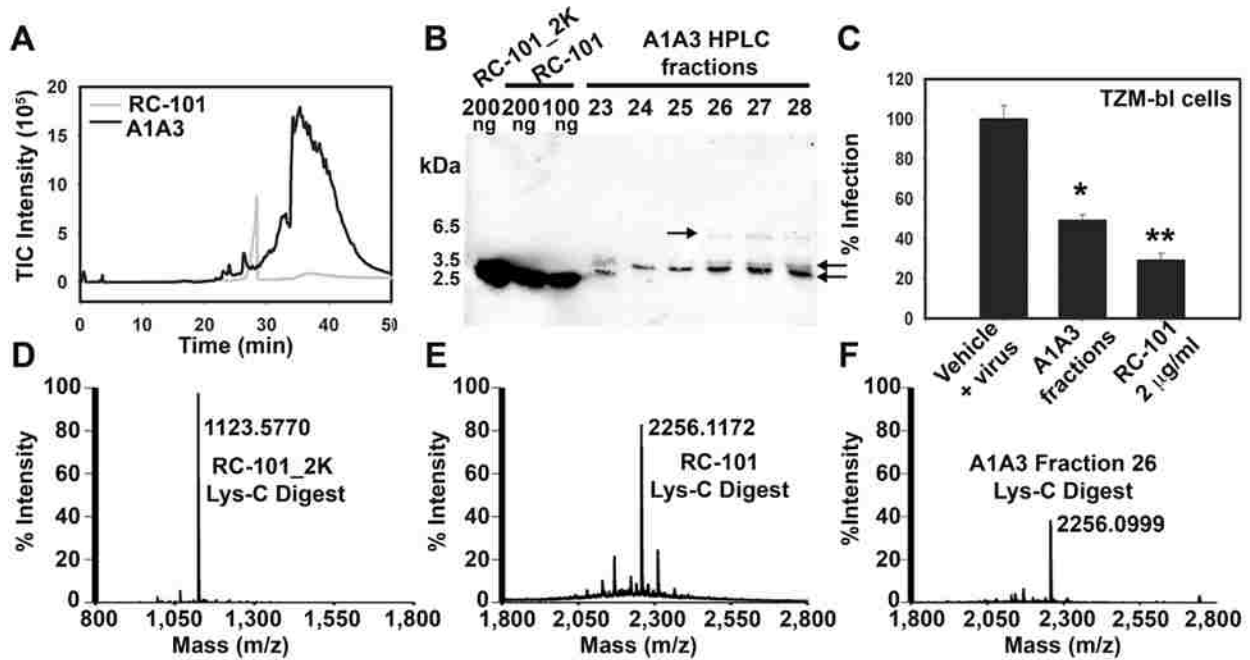 A
TIC Intensity (10⁵)
20
15
10
5
0
RC-101
A1A3
0 10 20 30 40 50
Time (min)
B
RC-101_2K
RC-101
A1A3 HPLC
fractions
200 ng
200 ng
100 ng
23 24 25 26 27 28
kDa
6.5
3.5
2.5
C
% Infection
120
100
80
60
40
20
0
TZM-bl cells
*
**
Vehicle
+ virus
A1A3
fractions
RC-101
2 µg/ml
D
% Intensity
100
80
60
40
20
0
1123.5770
RC-101_2K
Lys-C Digest
800 1,050 1,300 1,550 1,800
Mass (m/z)
E
% Intensity
100
80
60
40
20
0
2256.1172
RC-101
Lys-C Digest
1,800 2,050 2,300 2,550 2,800
Mass (m/z)
F
%Intensity
100
80
60
40
20
0
A1A3 Fraction 26
Lys-C Digest
2256.0999
1,800 2,050 2,300 2,550 2,800
Mass (m/z)